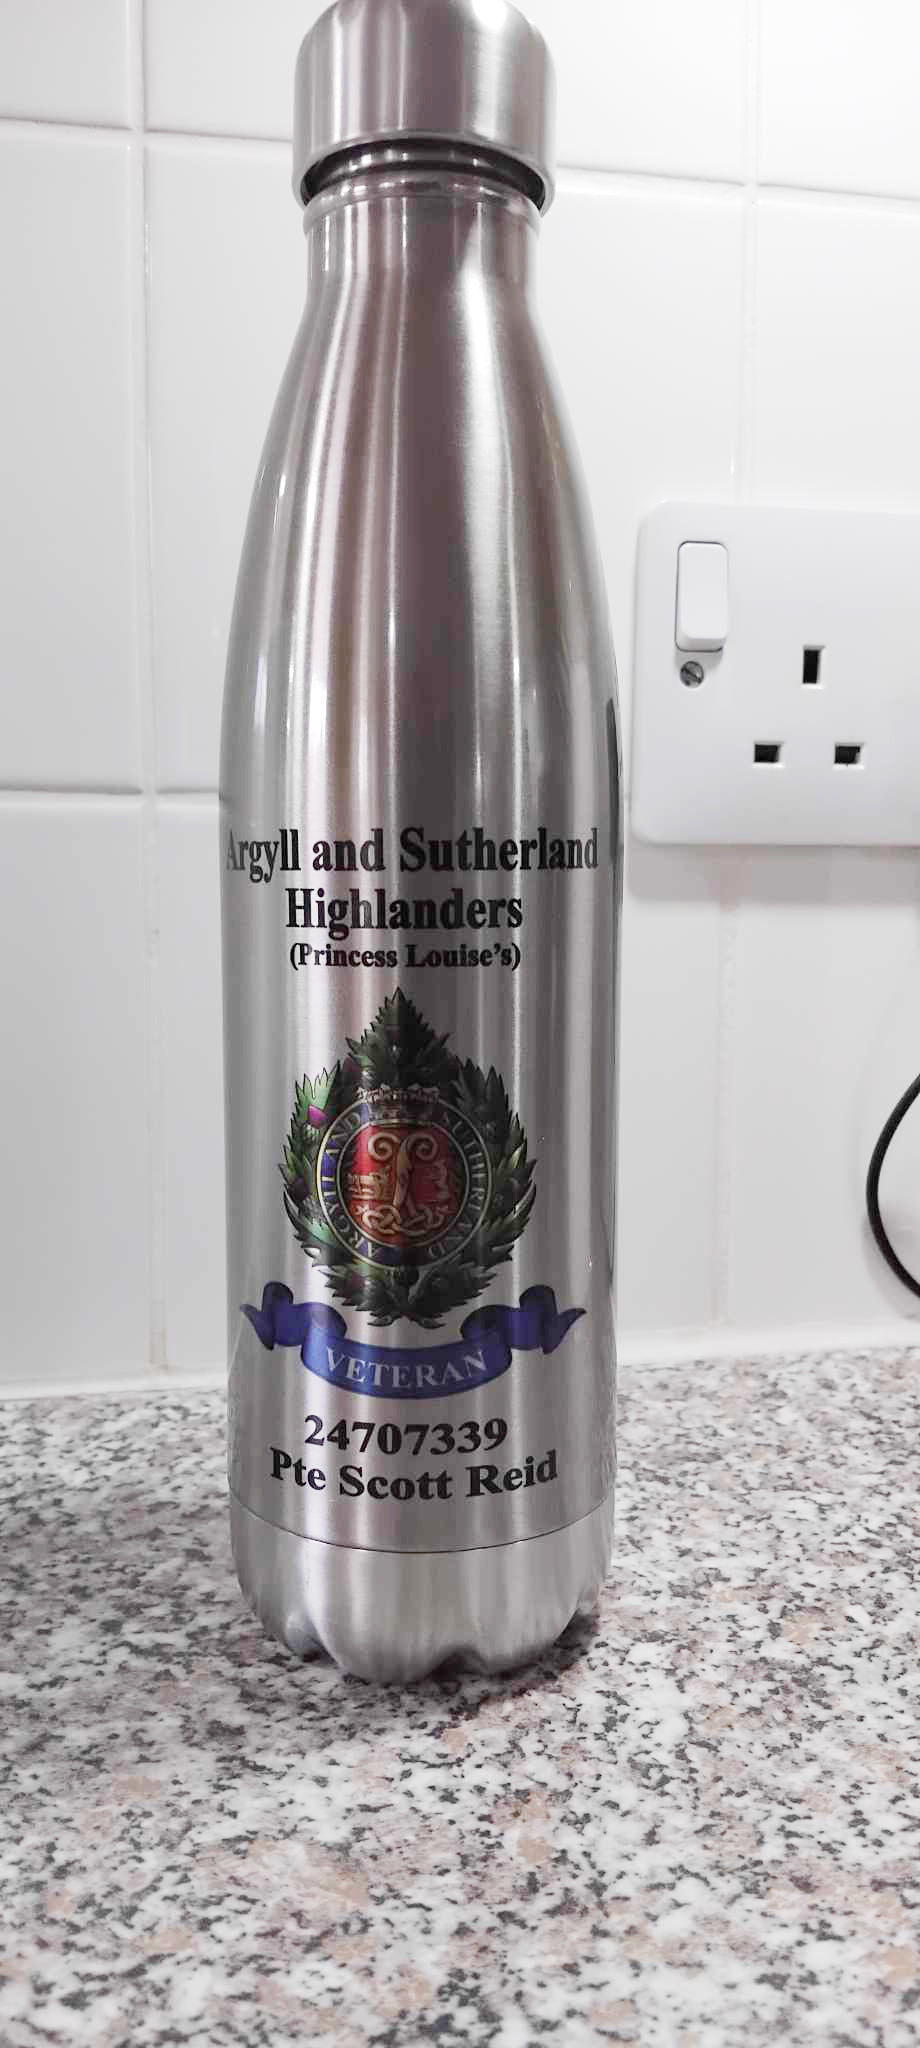 Argyll and Sutherland
Highlanders
(Princess Louise's)
ARGYLL AND SUTHERLAND
VETERAN
24707339
Pte Scott Reid